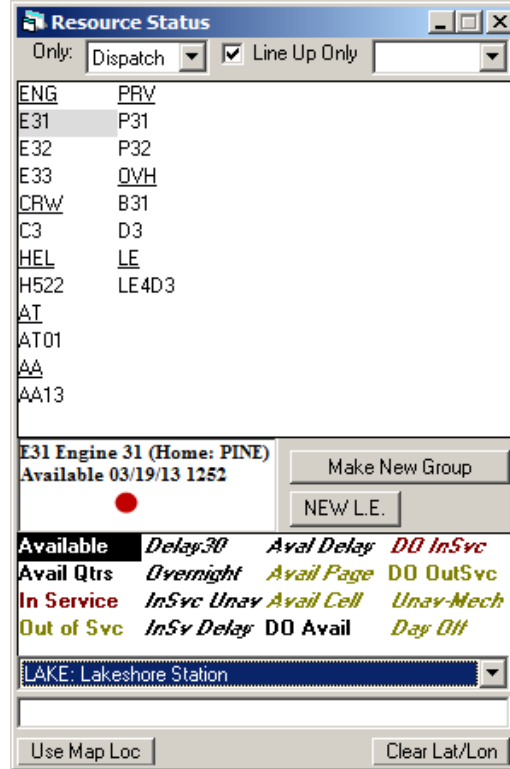 Resource Status
Only: Dispatch Line Up Only
ENG PRV
E31 P31
E32 P32
E33 OVH
CRW B31
C3 D3
HEL LE
H522 LE4D3
AT
AT01
AA
AA13
E31 Engine 31 (Home: PINE)
Available 03/19/13 1252
Make New Group
NEW L.E.
Available Delay30 Aval Delay DO InSvc
Avail Qtrs Overnight Avail Page DO OutSvc
In Service InSvc Unav Avail Cell Unav-Mech
Out of Svc InSv Delay DO Avail Day Off
LAKE: Lakeshore Station
Use Map Loc Clear Lat/Lon